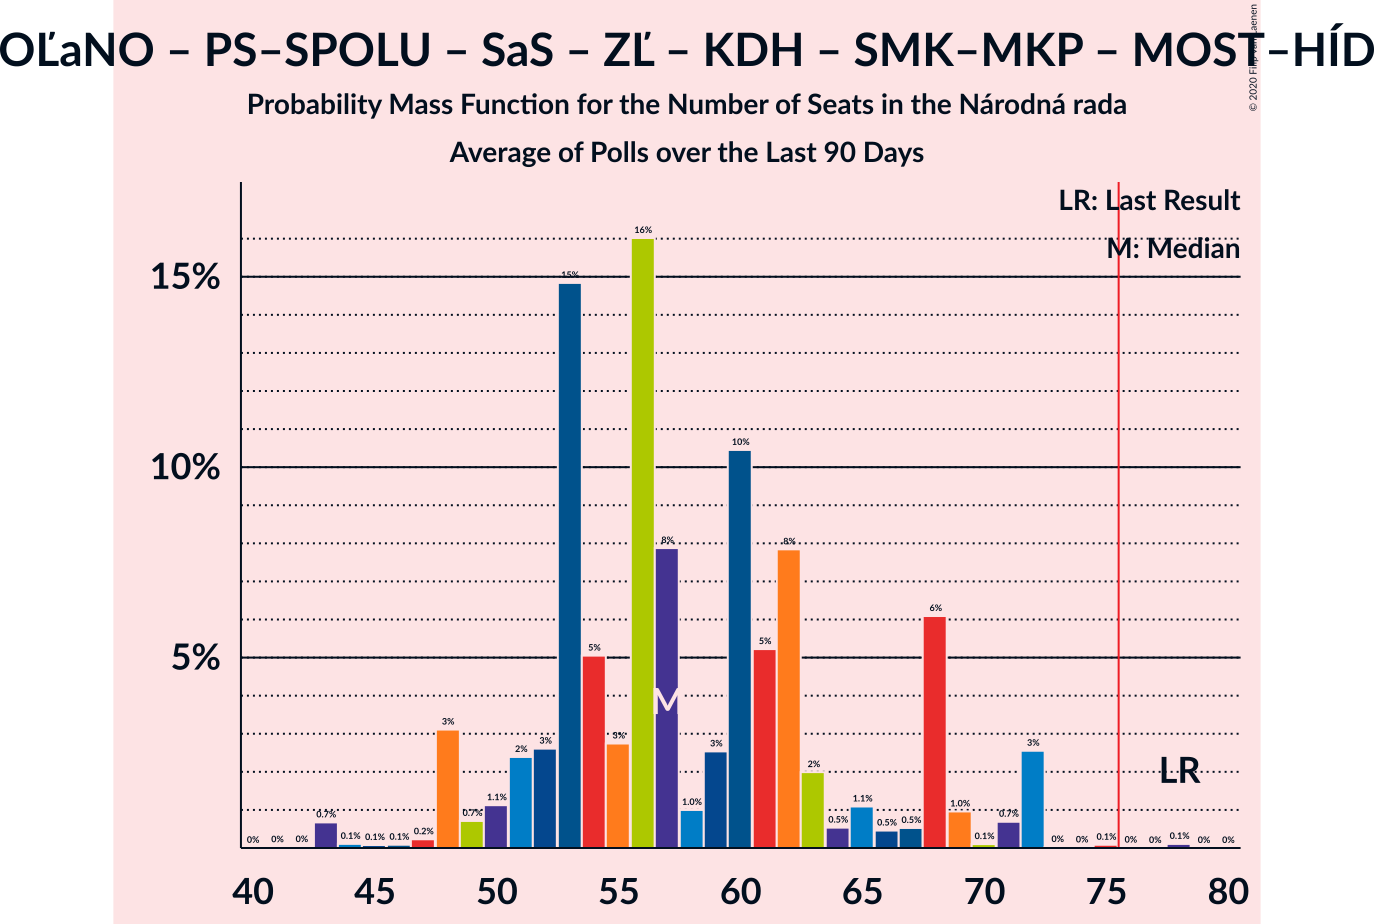 OĽaNO – PS–SPOLU – SaS – ZĽ – KDH – SMK–MKP – MOST–HÍD
Probability Mass Function for the Number of Seats in the Národná rada
Average of Polls over the Last 90 Days
© 2020 Filip van Laenen
LR: Last Result
M: Median
15%
10%
5%
0% 0% 0% 0.7% 0.1% 0.1% 0.1% 0.2% 3% 0.7% 1.1% 2% 3% 15% 5% 3% 16% 8% 1.0% 3% 10% 5% 8% 2% 0.5% 1.1% 0.5% 0.5% 6% 1.0% 0.1% 0.7% 3% 0% 0% 0.1% 0% 0% 0.1% 0% 0%
M
LR
40 45 50 55 60 65 70 75 80